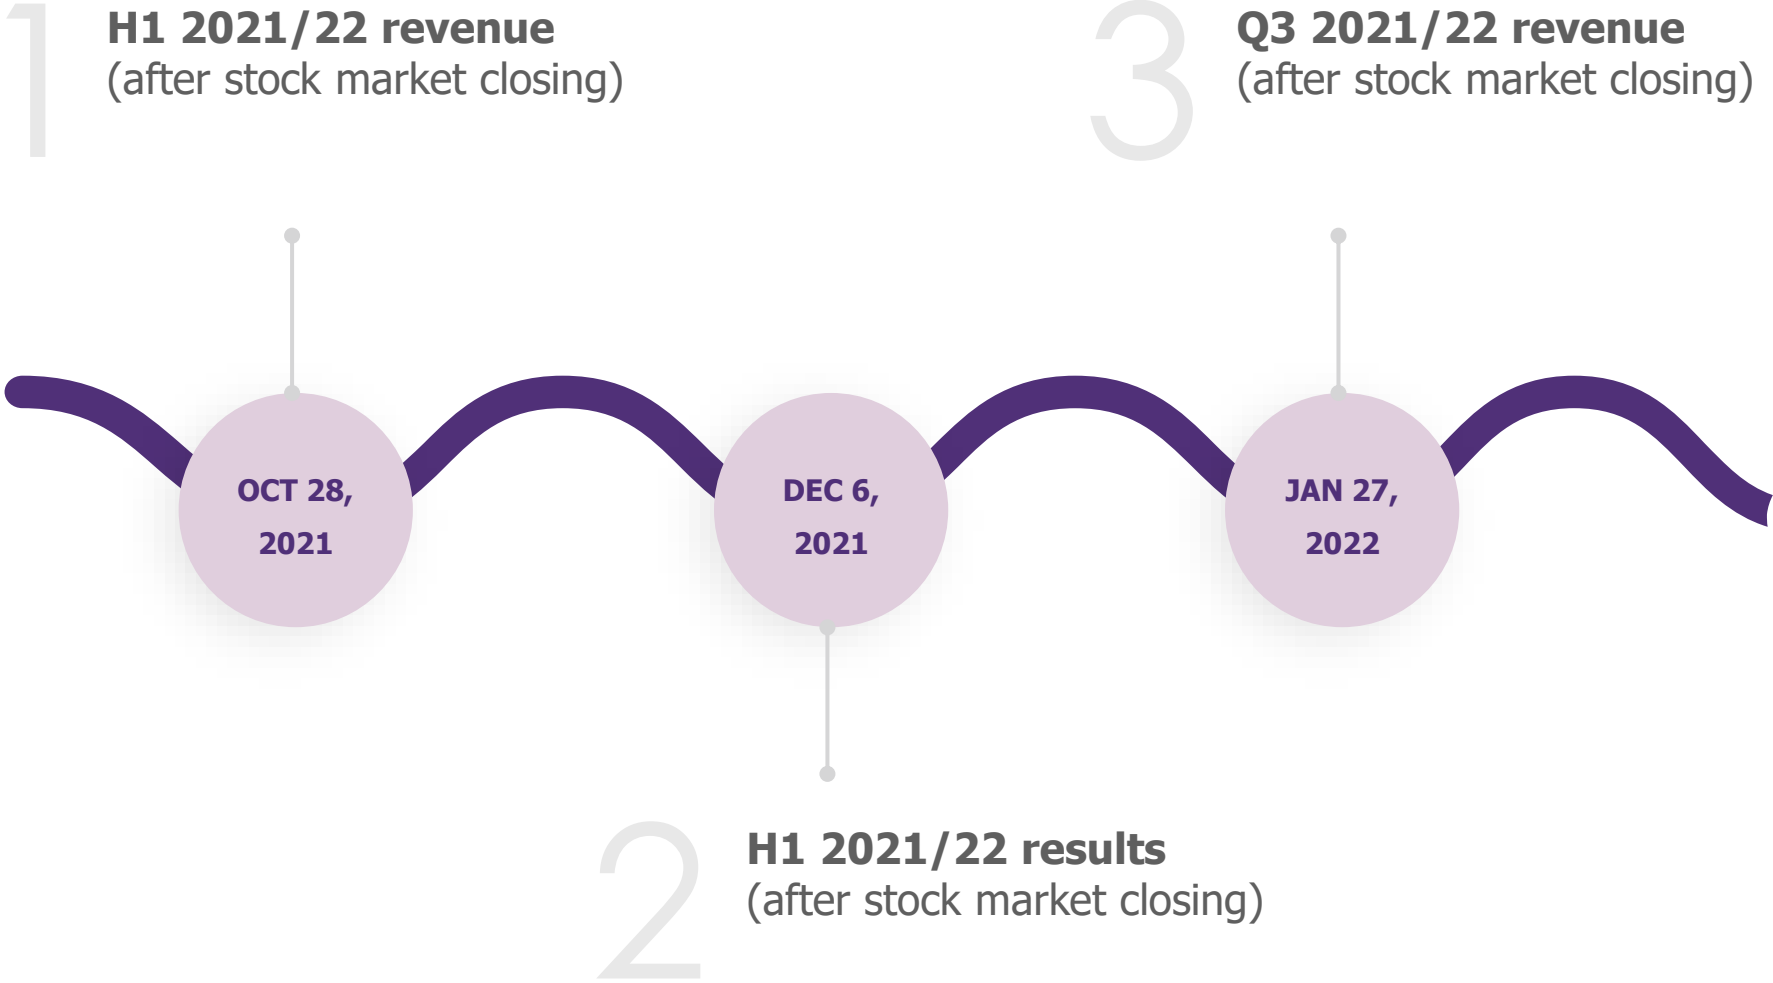 1
H1 2021/22 revenue
(after stock market closing)
3
Q3 2021/22 revenue
(after stock market closing)
OCT 28,
2021
DEC 6,
2021
JAN 27,
2022
2
H1 2021/22 results
(after stock market closing)